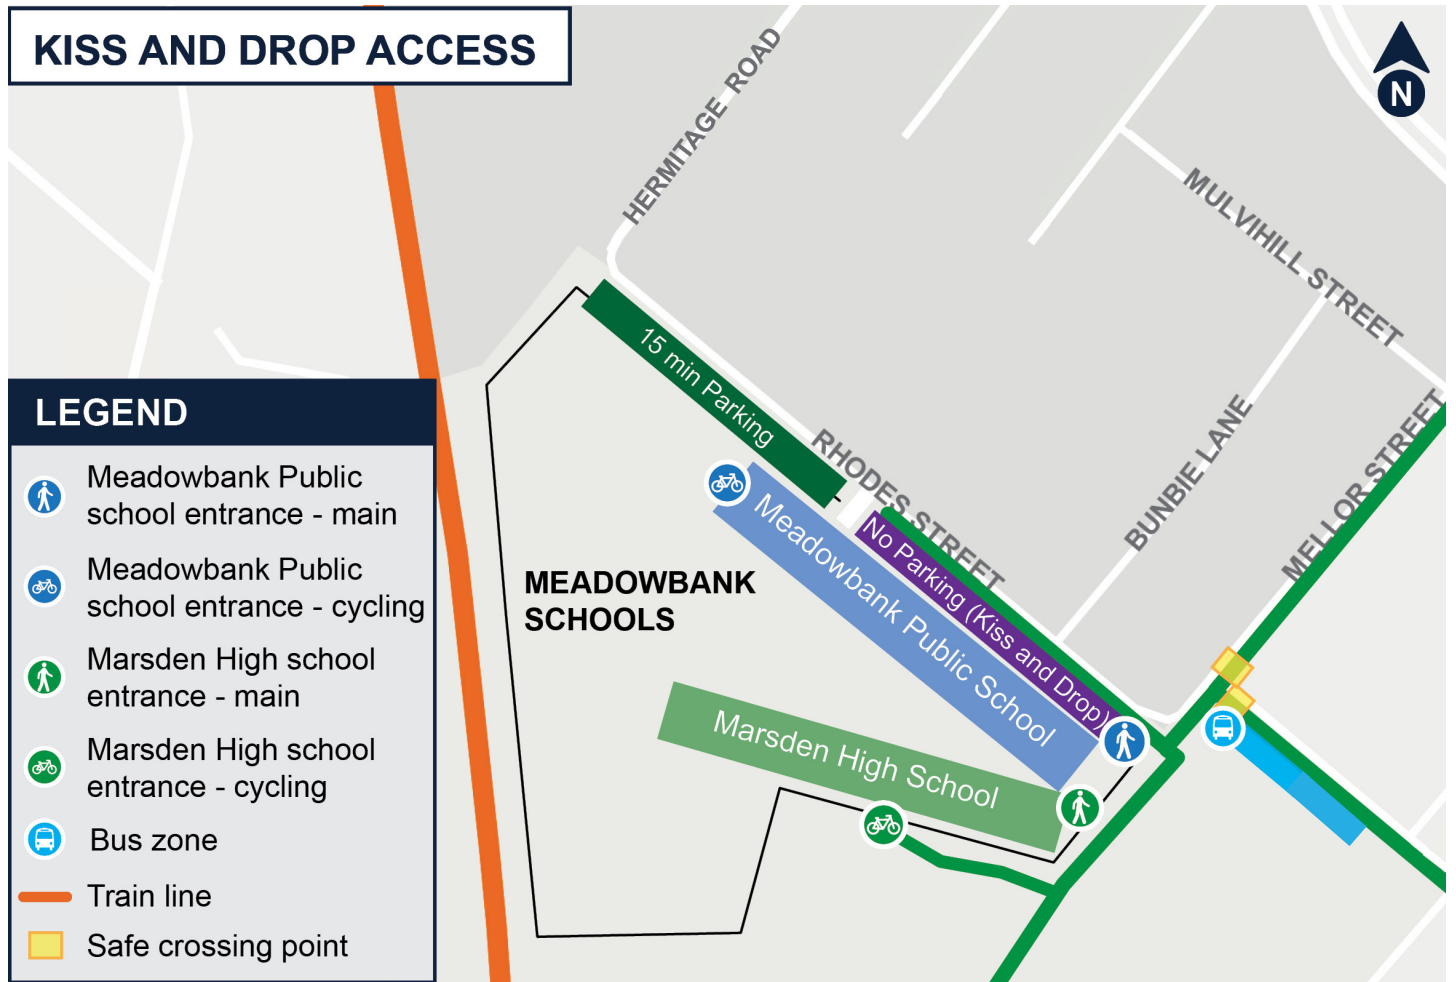 KISS AND DROP ACCESS
N
HERMITAGE ROAD
MULVIHILL STREET
15 min Parking
RHODES STREET
BUNBIE LANE
MELLOR STREET
No Parking (Kiss and Drop)
Meadowbank Public School
MEADOWBANK
SCHOOLS
Marsden High School
LEGEND
Meadowbank Public
school entrance - main
Meadowbank Public
school entrance - cycling
Marsden High school
entrance - main
Marsden High school
entrance - cycling
Bus zone
Train line
Safe crossing point